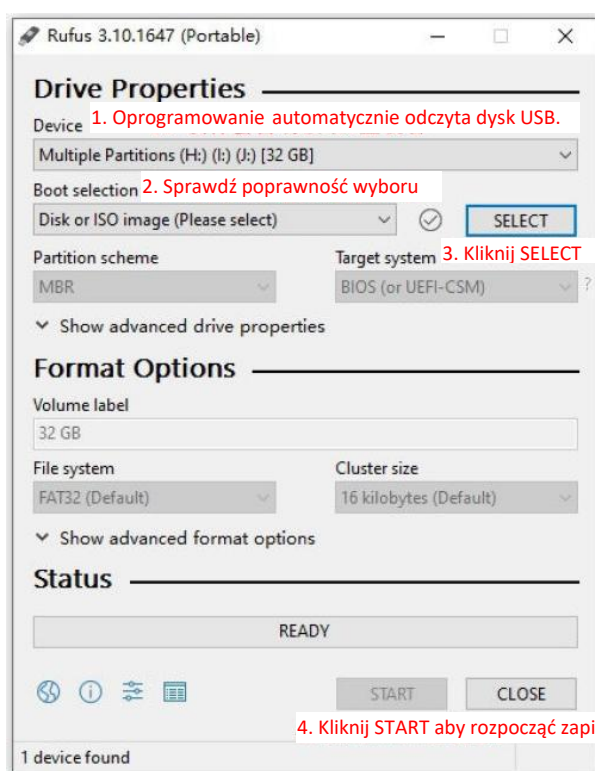 Rufus 3.10.1647 (Portable)
Drive Properties
1. Oprogramowanie automatycznie odczyta dysk USB.
Device
Multiple Partitions (H:) (I:) (J:) [32 GB]
Boot selection 2. Sprawdź poprawność wyboru
Disk or ISO image (Please select) SELECT
Partition scheme Target system 3. Kliknij SELECT
MBR BIOS (or UEFI-CSM) ?
Show advanced drive properties
Format Options
Volume label
32 GB
File system Cluster size
FAT32 (Default) 16 kilobytes (Default)
Show advanced format options
Status
READY
START CLOSE
4. Kliknij START aby rozpocząć zapi
1 device found